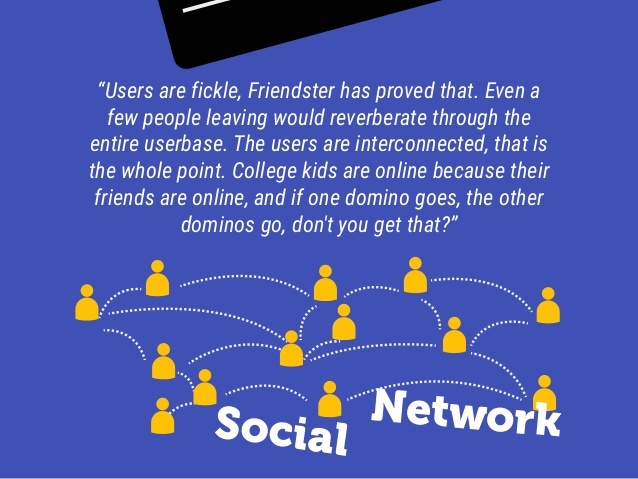 “Users are fickle, Friendster has proved that. Even a
few people leaving would reverberate through the
entire userbase. The users are interconnected, that is
the whole point. College kids are online because their
friends are online, and if one domino goes, the other
dominos go, don't you get that?”
Social Network